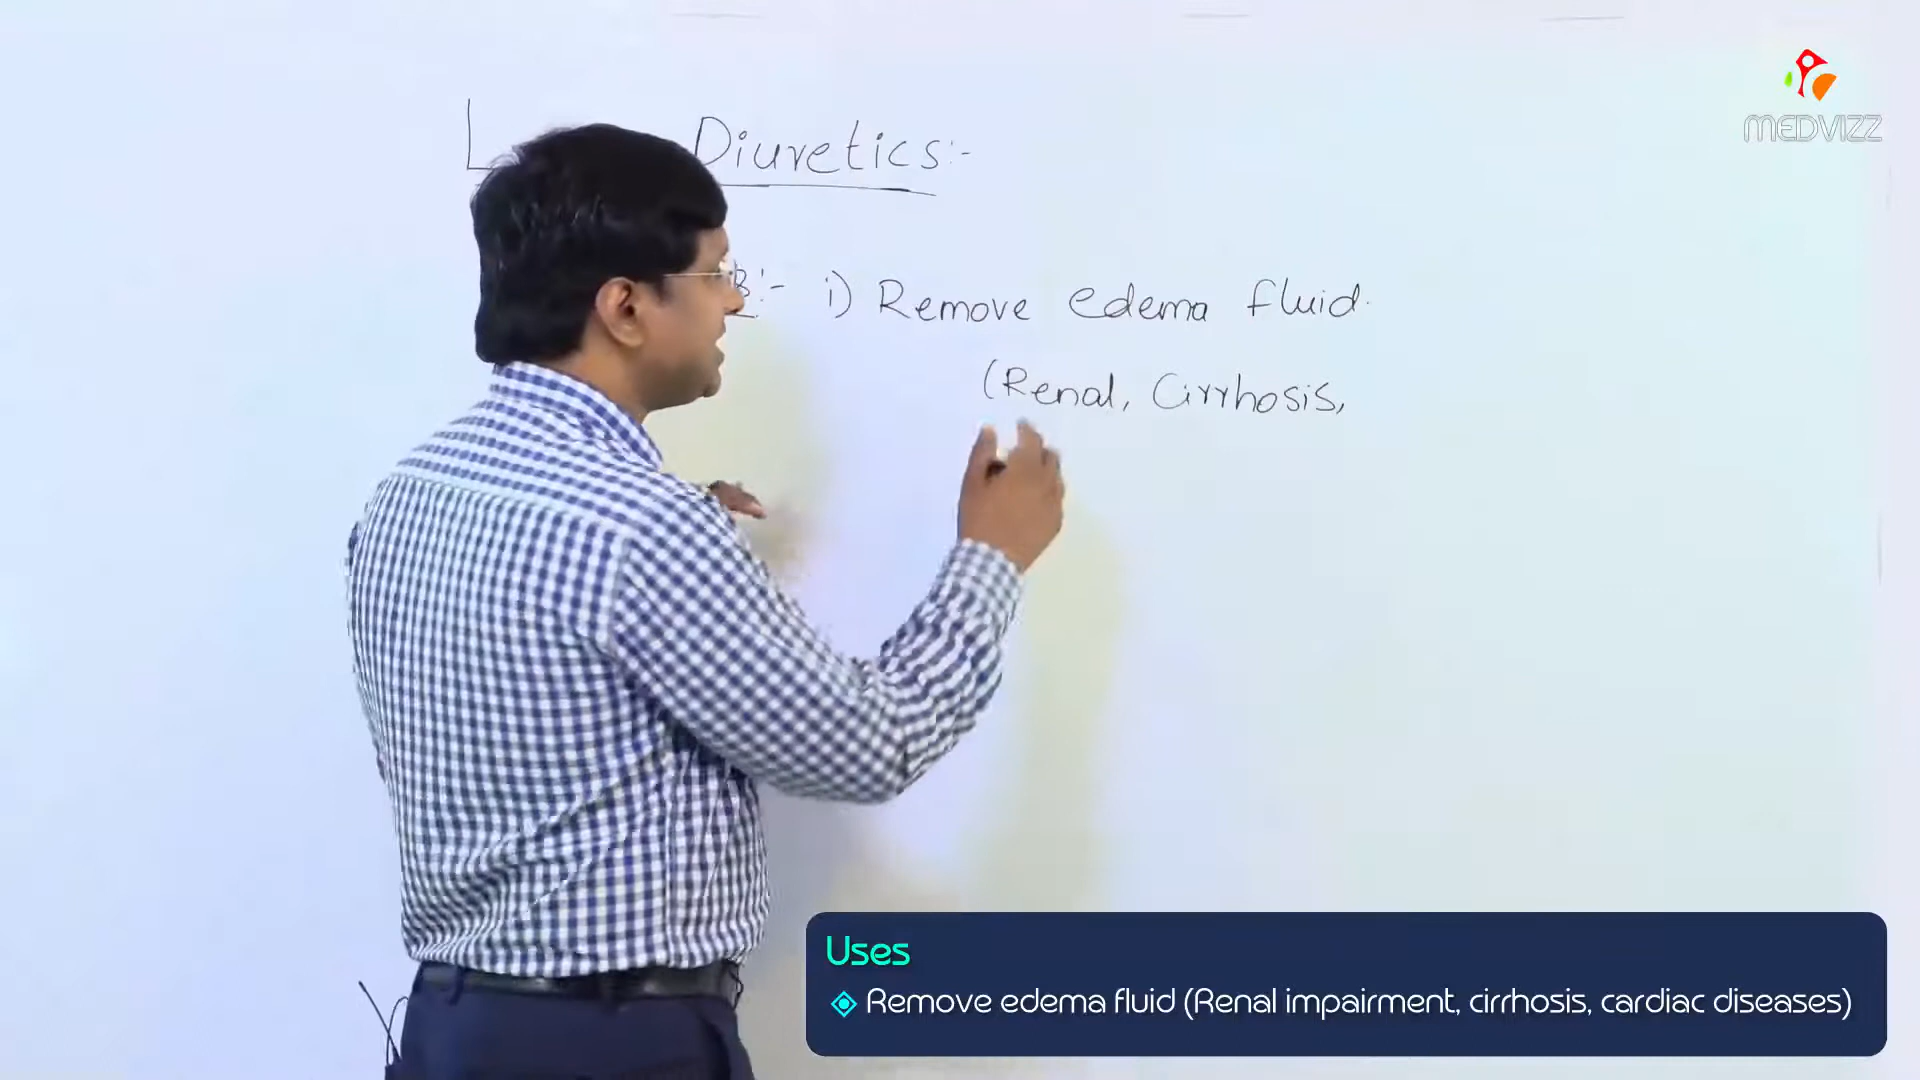 MEDVIZZ
Diuretics:-
i) Remove edema fluid.
(Renal, Cirrhosis,
Uses
Remove edema fluid (Renal impairment, cirrhosis, cardiac diseases)